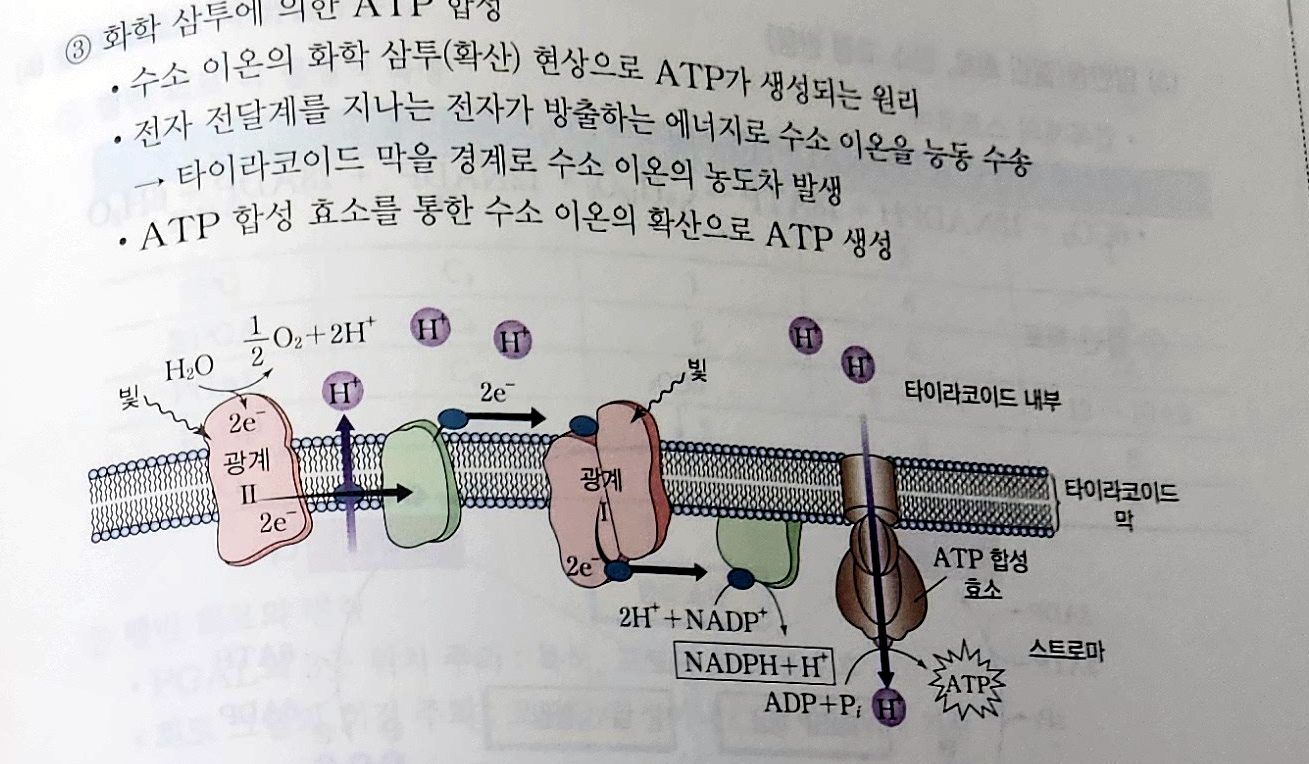 ③ 화학 삼투에 의한 ATP 합성
• 수소 이온의 화학 삼투(확산) 현상으로 ATP가 생성되는 원리
• 전자 전달계를 지나는 전자가 방출하는 에너지로 수소 이온을 능동 수송
→ 타이라코이드 막을 경계로 수소 이온의 농도차 발생
• ATP 합성 효소를 통한 수소 이온의 확산으로 ATP 생성
H₂O
½O₂+2H⁺
H⁺
H⁺
H⁺
H⁺
H⁺
빛
2e⁻
빛
타이라코이드 내부
2e⁻
광계
II
2e⁻
광계
I
타이라코이드
막
2e⁻
ATP 합성
효소
2H⁺+NADP⁺
NADPH+H⁺
스트로마
ADP+Pᵢ
H⁺
ATP